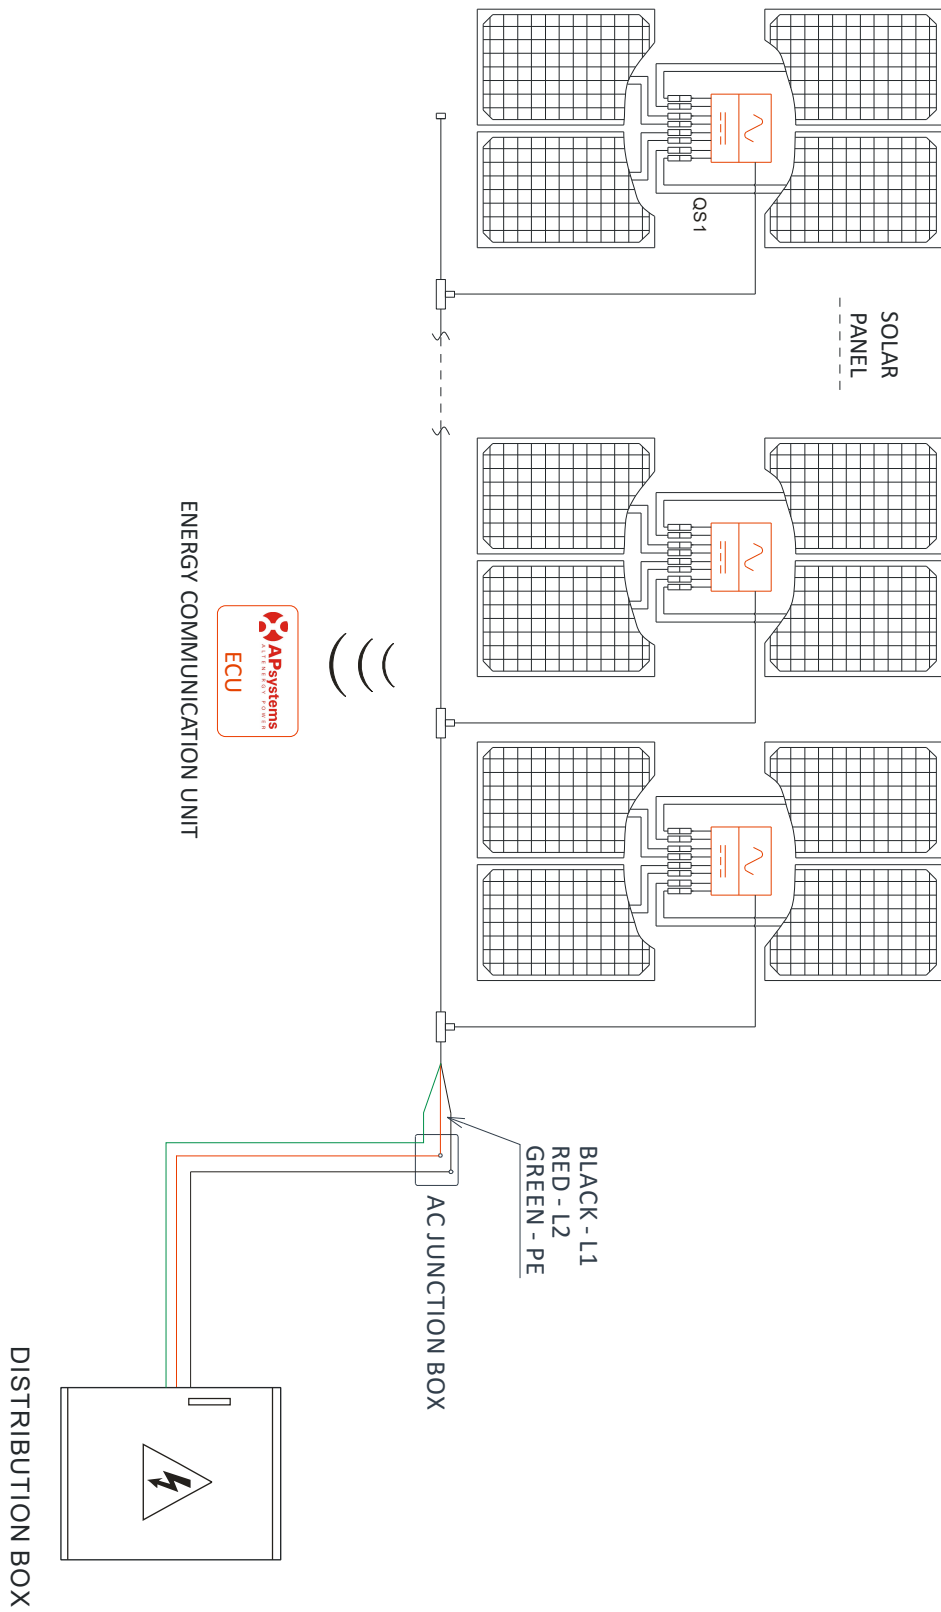 QS1
SOLAR
PANEL
ENERGY COMMUNICATION UNIT
APsystems
ALTENERGY POWER
ECU
BLACK - L1
RED - L2
GREEN - PE
AC JUNCTION BOX
DISTRIBUTION BOX